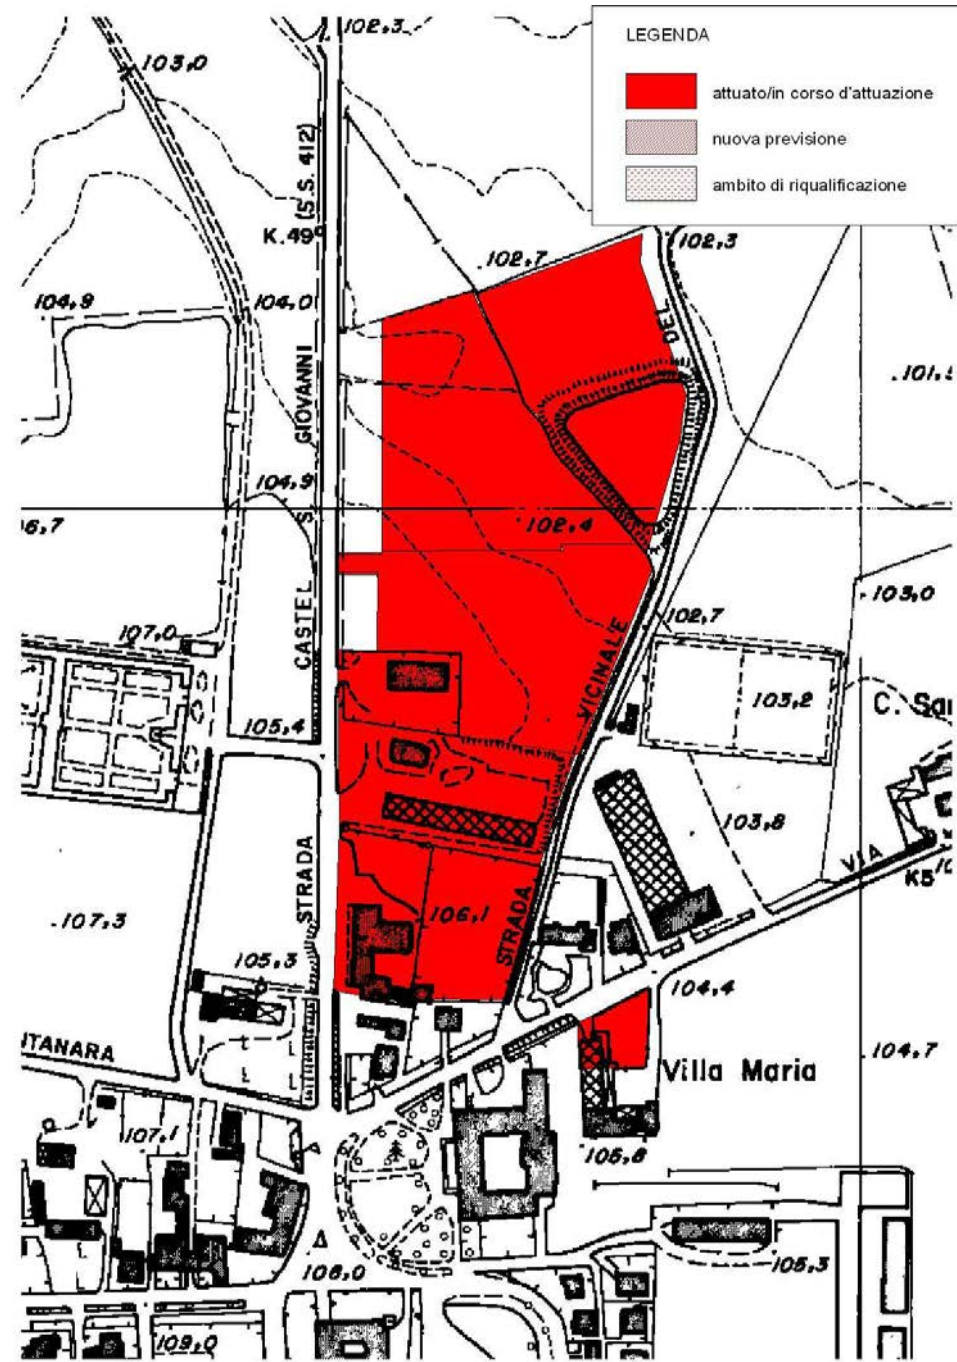 LEGENDA
attuato/in corso d'attuazione
nuova previsione
ambito di riqualificazione
102,3
103,0
K.49 (S.S. 412)
102,3
102,7
104,9
104,0
DEL
101,5
STRADA CASTEL S. GIOVANNI
104,9
102,4
06,7
103,0
102,7
107,0
STRADA VICINALE
103,2
C. Sa
105,4
103,8
VIA
K5
106,1
107,3
105,3
104,4
ITANARA
104,7
Villa Maria
107,1
105,8
106,0
105,3
109,0